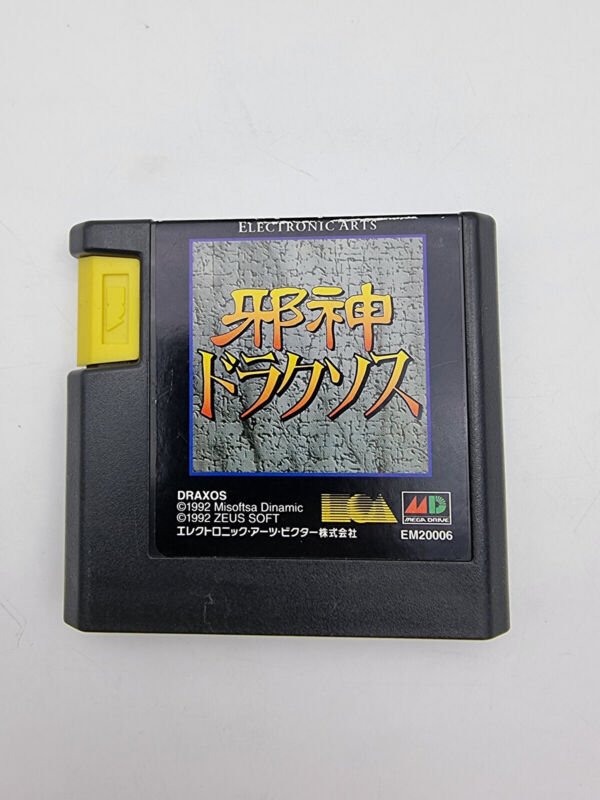 ELECTRONIC ARTS
邪神
ドラクソス
DRAXOS
©1992 Misoftsa Dinamic
©1992 ZEUS SOFT
エレクトロニック・アーツ・ビクター株式会社
ECA
MD
MEGA DRIVE
EM20006